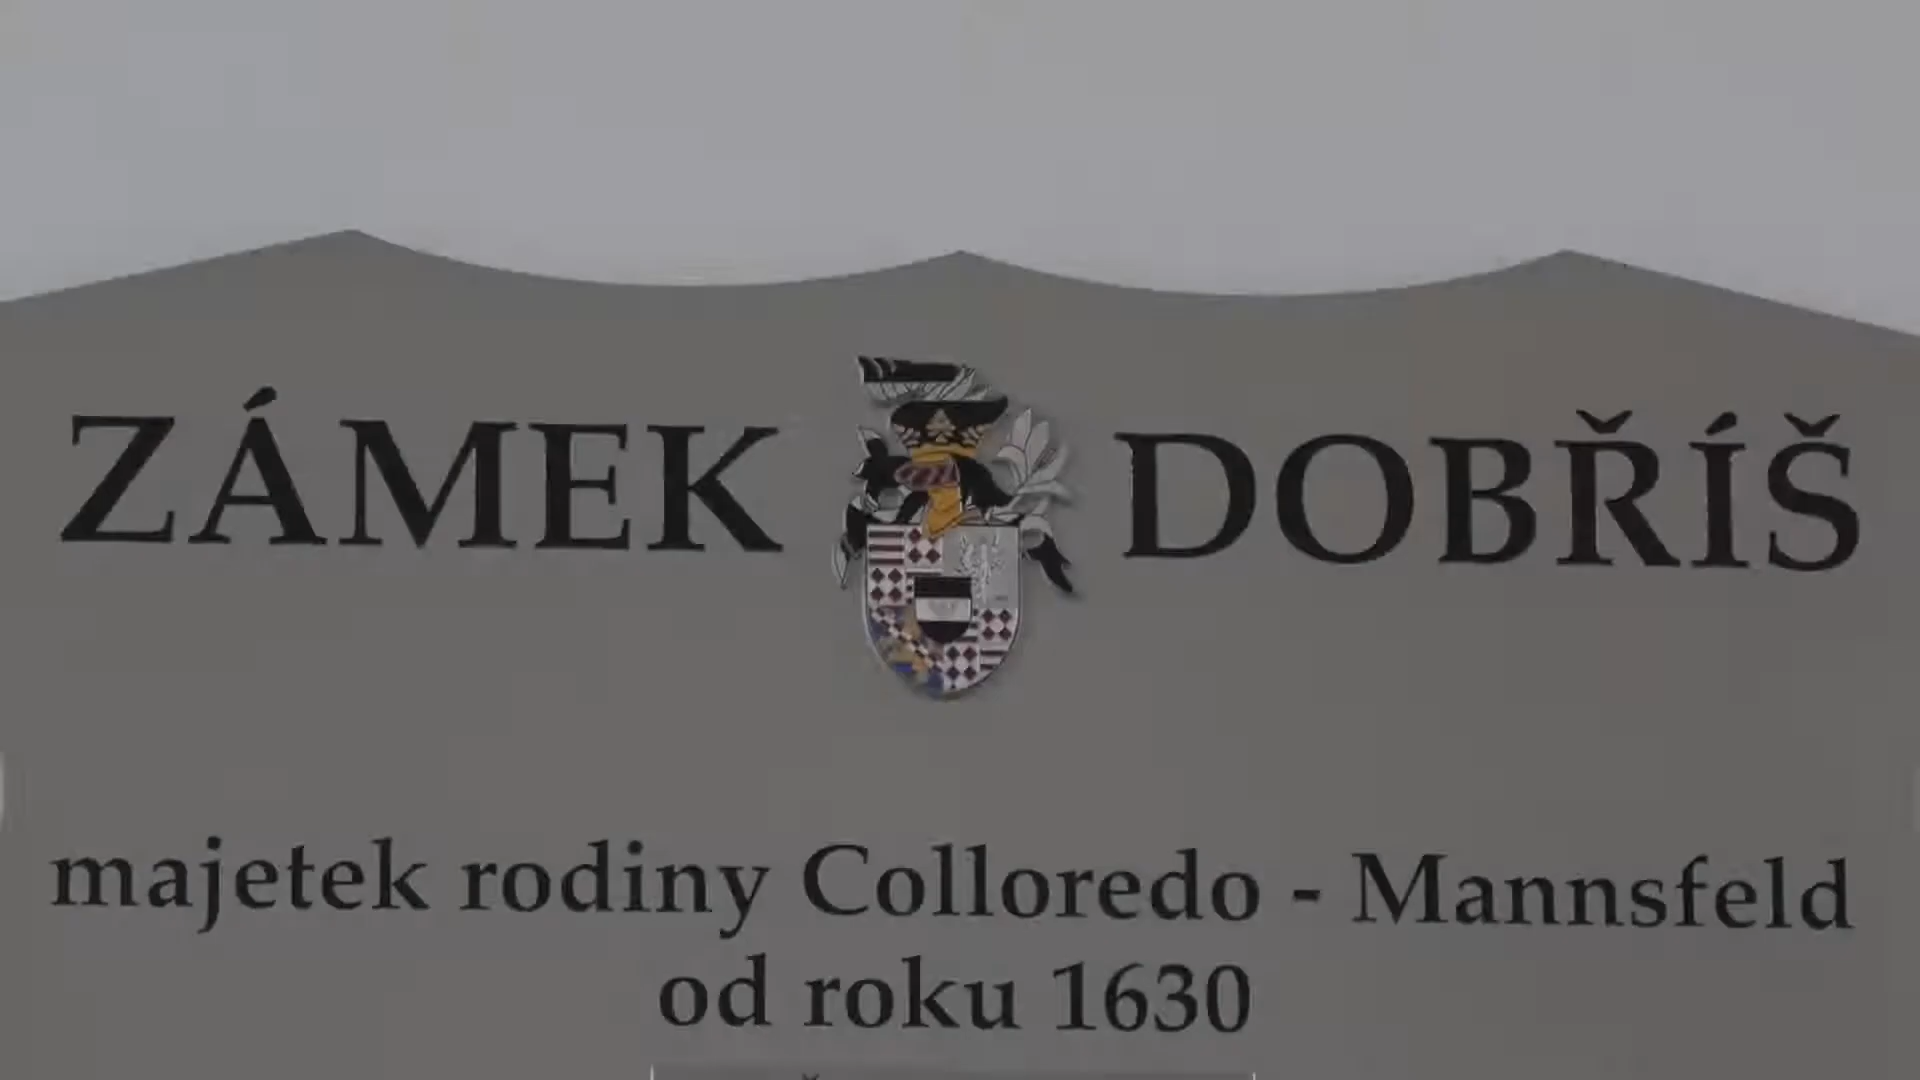 ZÁMEK DOBŘÍŠ
majetek rodiny Colloredo - Mannsfeld
od roku 1630